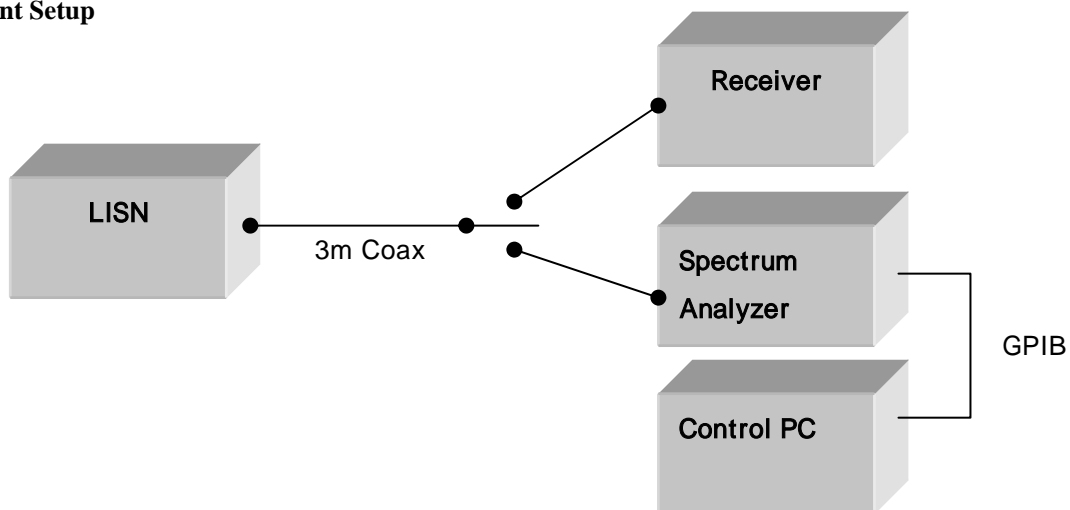 nt Setup
Receiver
LISN
3m Coax
Spectrum
Analyzer
GPIB
Control PC